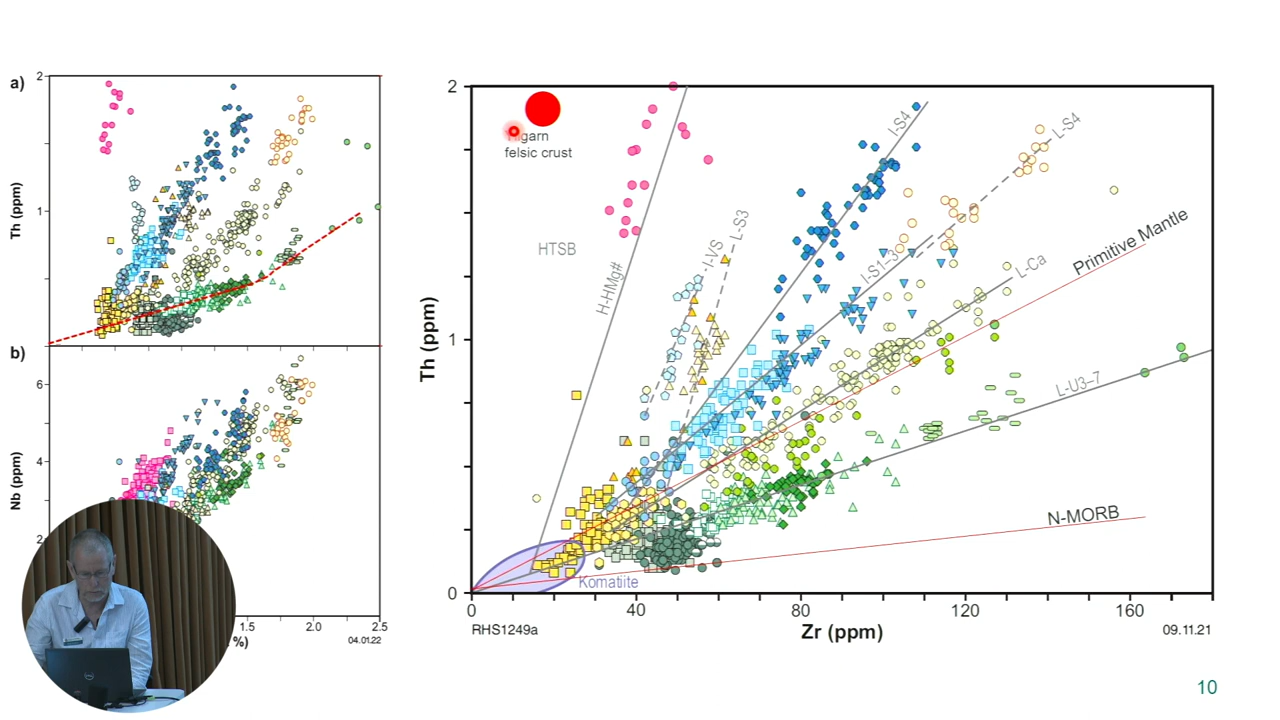 a)
2
Th (ppm)
1
b)
6
Nb (ppm)
4
2
1.5
2.0
2.5
%)
04.01.22
2
felsic crust
HTSB
H-HMg#
I-VS
L-S3
I-S4
I-S1-3
L-S4
L-Ca
Primitive Mantle
L-U3–7
N-MORB
Komatiite
Th (ppm)
1
0
0
40
80
120
160
RHS1249a
Zr (ppm)
09.11.21
10